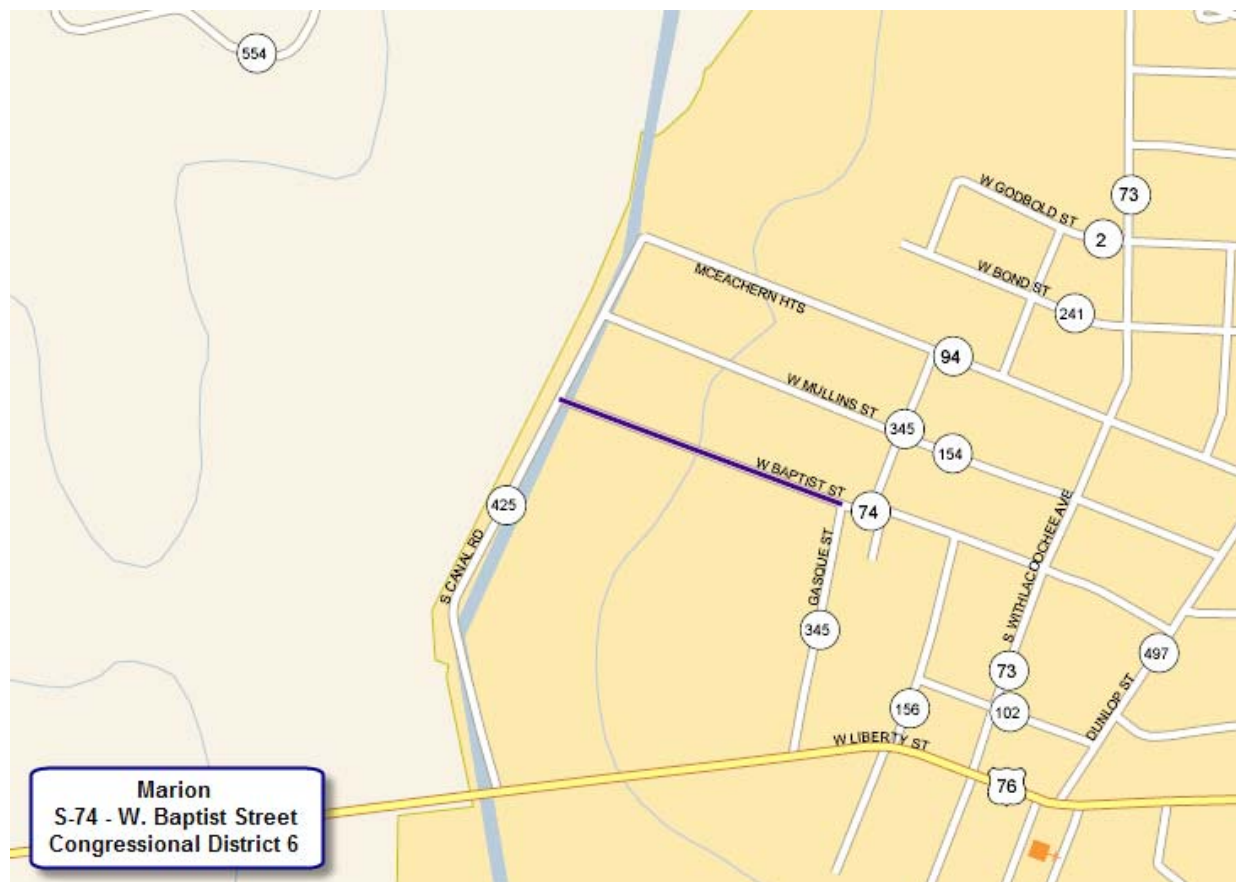 554
73
W GODBOLD ST
2
W BOND ST
241
MCEACHERN HTS
94
W MULLINS ST
345
154
W BAPTIST ST
74
425
S CANAL RD
GASQUE ST
345
S WITHLACOOCHEE AVE
73
497
156
102
DUNLOP ST
W LIBERTY ST
76
Marion
S-74 - W. Baptist Street
Congressional District 6